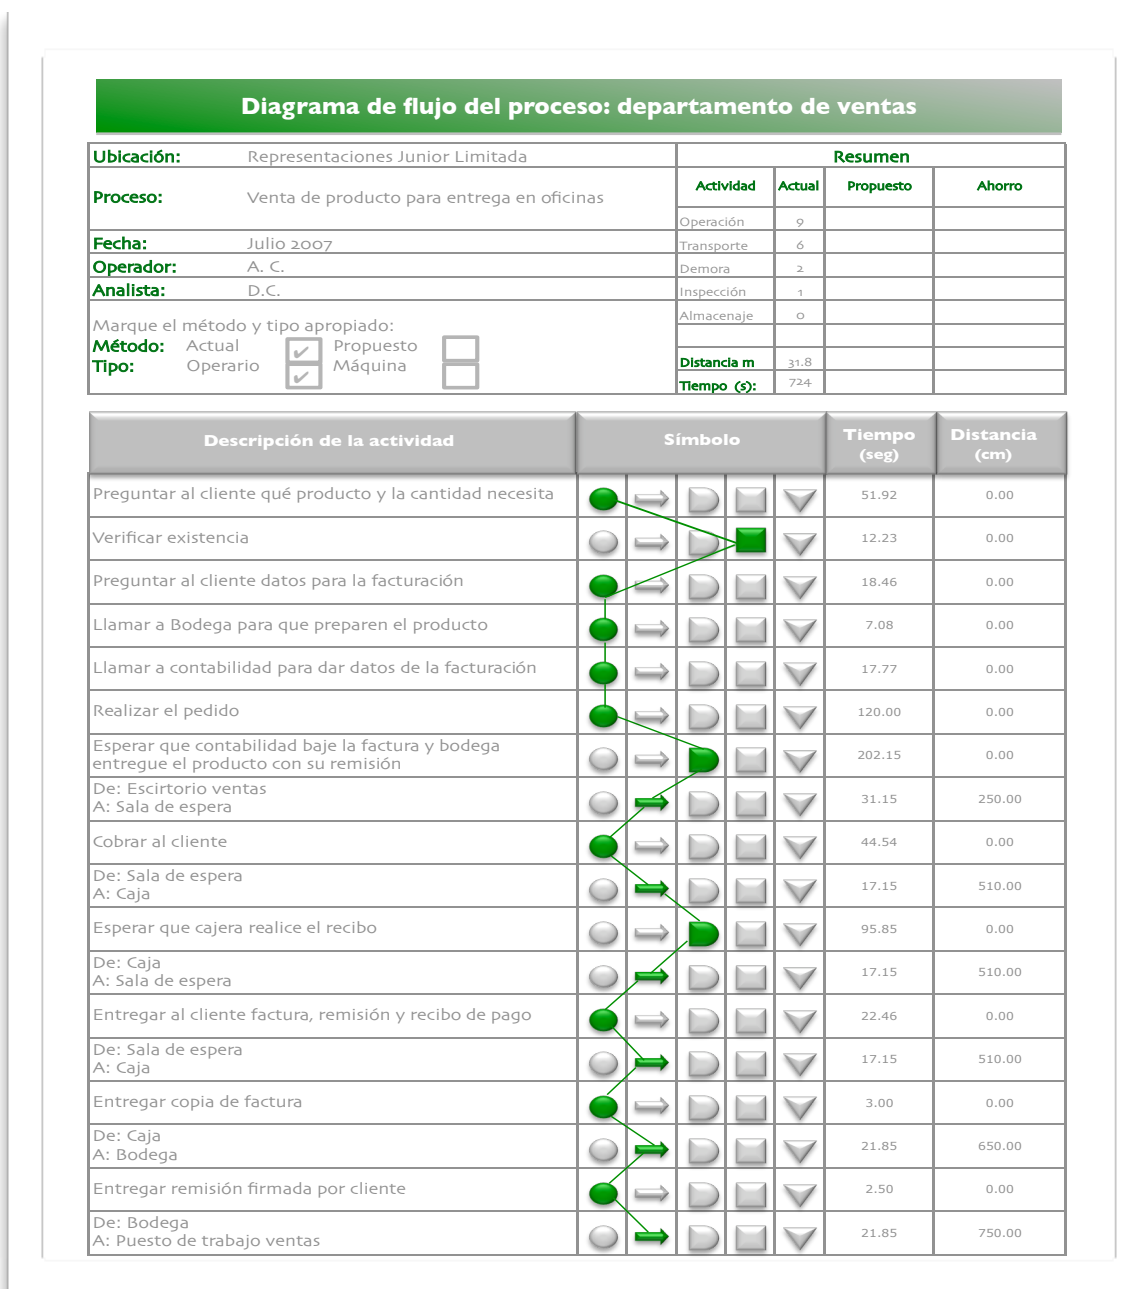 Diagrama de flujo del proceso: departamento de ventas
Ubicación: Representaciones Junior Limitada
Proceso: Venta de producto para entrega en oficinas
Fecha: Julio 2007
Operador: A. C.
Analista: D.C.
Marque el método y tipo apropiado:
Método: Actual ✔ Propuesto
Tipo: Operario ✔ Máquina
Resumen
Actividad Actual Propuesto Ahorro
Operación 9
Transporte 6
Demora 2
Inspección 1
Almacenaje 0
Distancia m 31.8
Tiempo (s): 724
Descripción de la actividad Símbolo Tiempo (seg) Distancia (cm)
Preguntar al cliente qué producto y la cantidad necesita 51.92 0.00
Verificar existencia 12.23 0.00
Preguntar al cliente datos para la facturación 18.46 0.00
Llamar a Bodega para que preparen el producto 7.08 0.00
Llamar a contabilidad para dar datos de la facturación 17.77 0.00
Realizar el pedido 120.00 0.00
Esperar que contabilidad baje la factura y bodega
entregue el producto con su remisión 202.15 0.00
De: Escirtorio ventas
A: Sala de espera 31.15 250.00
Cobrar al cliente 44.54 0.00
De: Sala de espera
A: Caja 17.15 510.00
Esperar que cajera realice el recibo 95.85 0.00
De: Caja
A: Sala de espera 17.15 510.00
Entregar al cliente factura, remisión y recibo de pago 22.46 0.00
De: Sala de espera
A: Caja 17.15 510.00
Entregar copia de factura 3.00 0.00
De: Caja
A: Bodega 21.85 650.00
Entregar remisión firmada por cliente 2.50 0.00
De: Bodega
A: Puesto de trabajo ventas 21.85 750.00